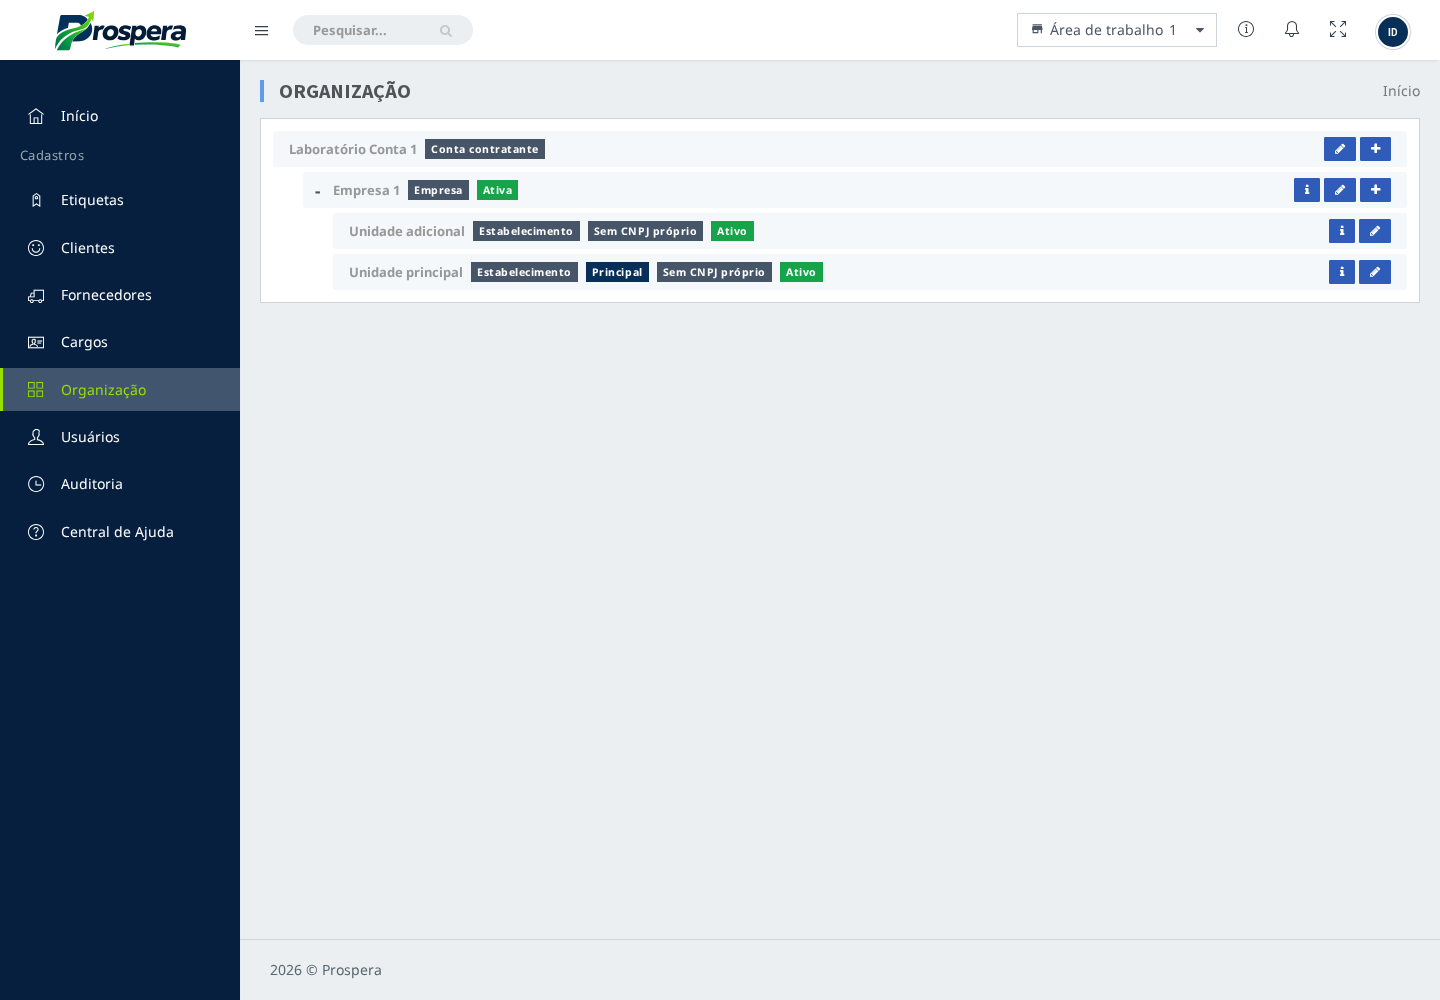 Prospera
Pesquisar...
Área de trabalho 1
ID
Início
Cadastros
Etiquetas
Clientes
Fornecedores
Cargos
Organização
Usuários
Auditoria
Central de Ajuda
ORGANIZAÇÃO
Início
Laboratório Conta 1 Conta contratante
- Empresa 1 Empresa Ativa
Unidade adicional Estabelecimento Sem CNPJ próprio Ativo
Unidade principal Estabelecimento Principal Sem CNPJ próprio Ativo
2026 © Prospera